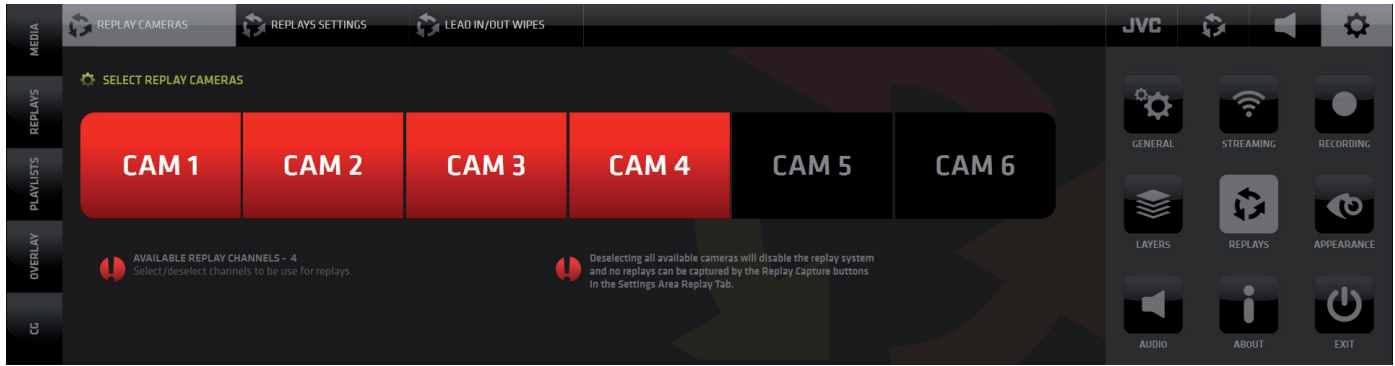 MEDIA
REPLAYS
PLAYLISTS
OVERLAY
CG
REPLAY CAMERAS
REPLAYS SETTINGS
LEAD IN/OUT WIPES
JVC
SELECT REPLAY CAMERAS
CAM 1
CAM 2
CAM 3
CAM 4
CAM 5
CAM 6
AVAILABLE REPLAY CHANNELS - 4
Select/deselect channels to be use for replays.
Deselecting all available cameras will disable the replay system
and no replays can be captured by the Replay Capture buttons
in the Settings Area Replay Tab.
GENERAL
STREAMING
RECORDING
LAYERS
REPLAYS
APPEARANCE
AUDIO
ABOUT
EXIT